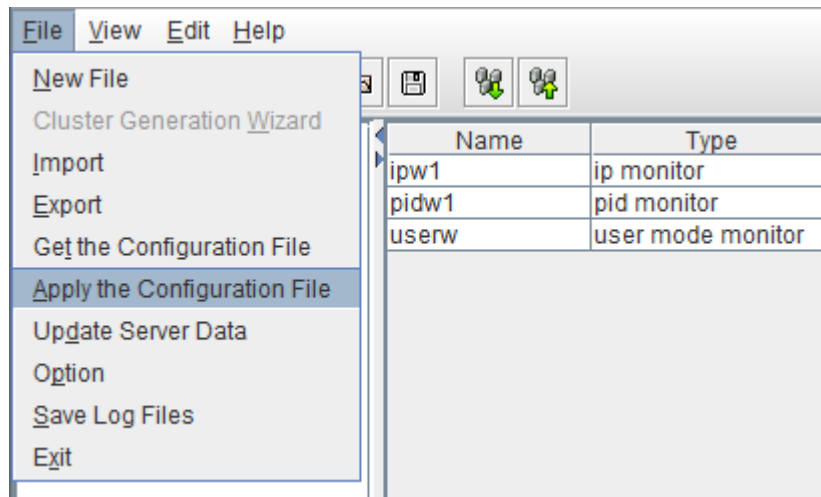 File View Edit Help
New File
Cluster Generation Wizard
Import
Export
Get the Configuration File
Apply the Configuration File
Update Server Data
Option
Save Log Files
Exit
Name Type
ipw1 ip monitor
pidw1 pid monitor
userw user mode monitor